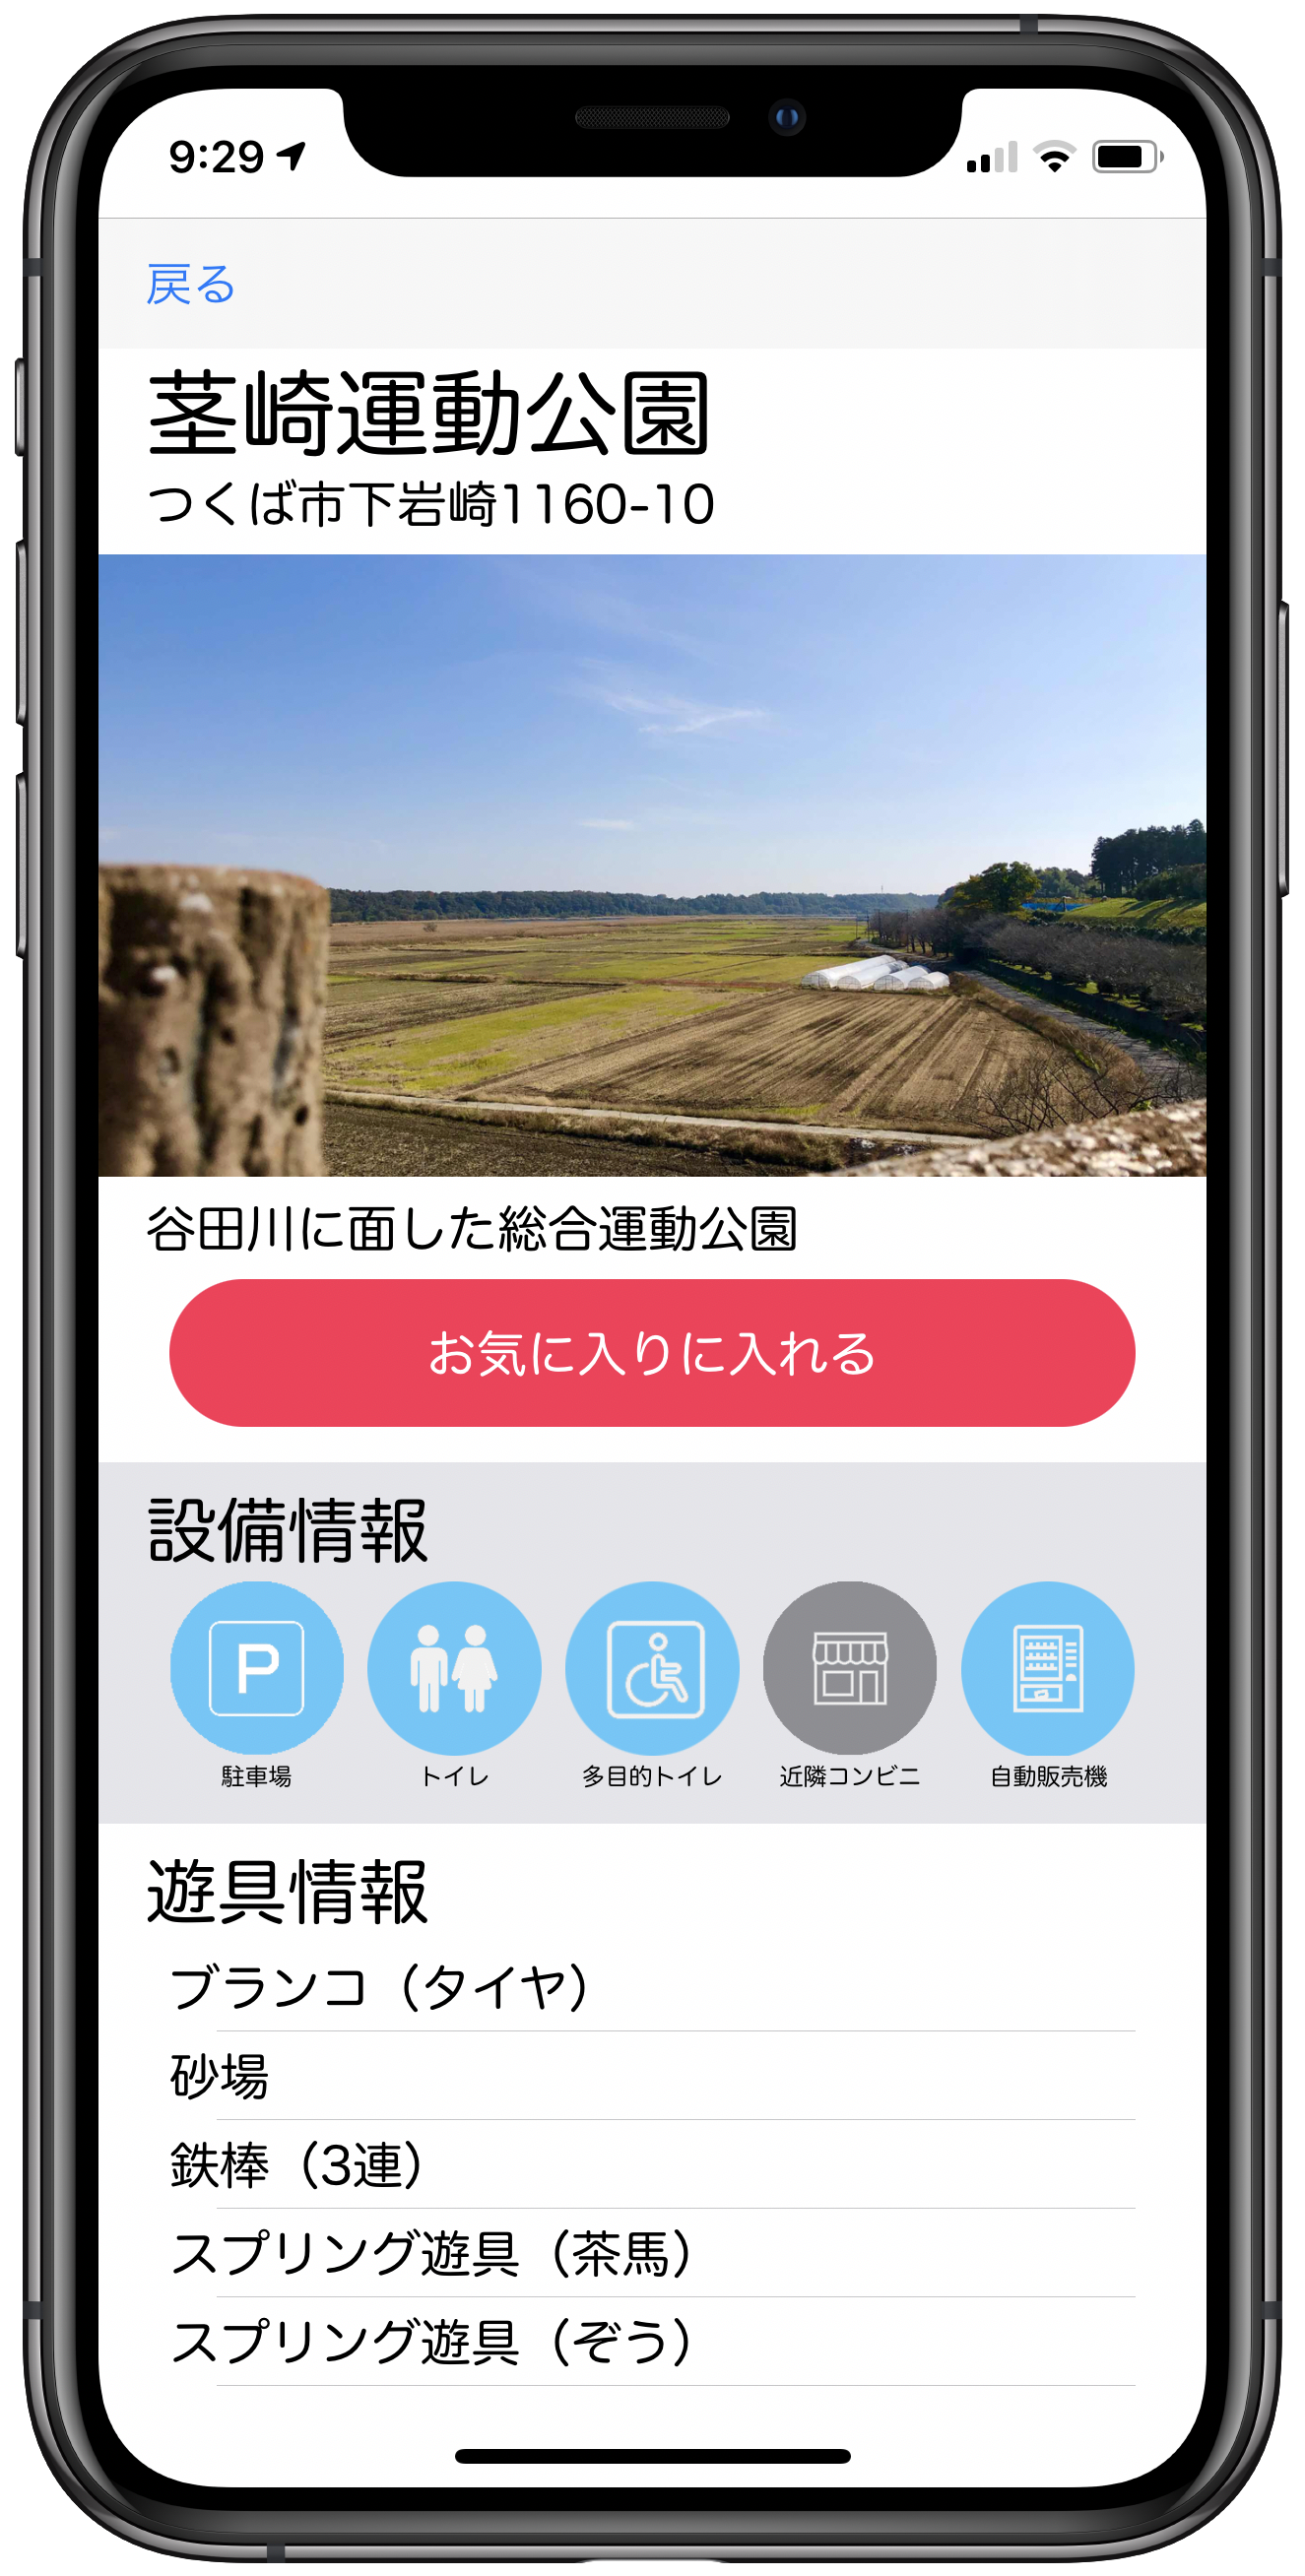 9:29
戻る
茎崎運動公園
つくば市下岩崎1160-10
谷田川に面した総合運動公園
お気に入りに入れる
設備情報
P
駐車場 トイレ 多目的トイレ 近隣コンビニ 自動販売機
遊具情報
ブランコ（タイヤ）
砂場
鉄棒（3連）
スプリング遊具（茶馬）
スプリング遊具（ぞう）